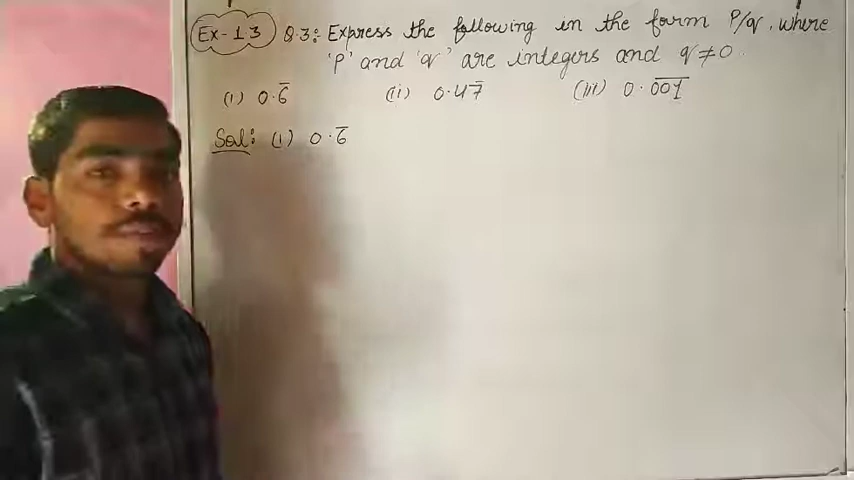 Ex-1.3 Q.3:- Express the following in the form P/q, where
'p' and 'q' are integers and q≠0.
(i) 0.6̅ (ii) 0.47̅ (iii) 0.0̅0̅1̅
Sol: (i) 0.6̅